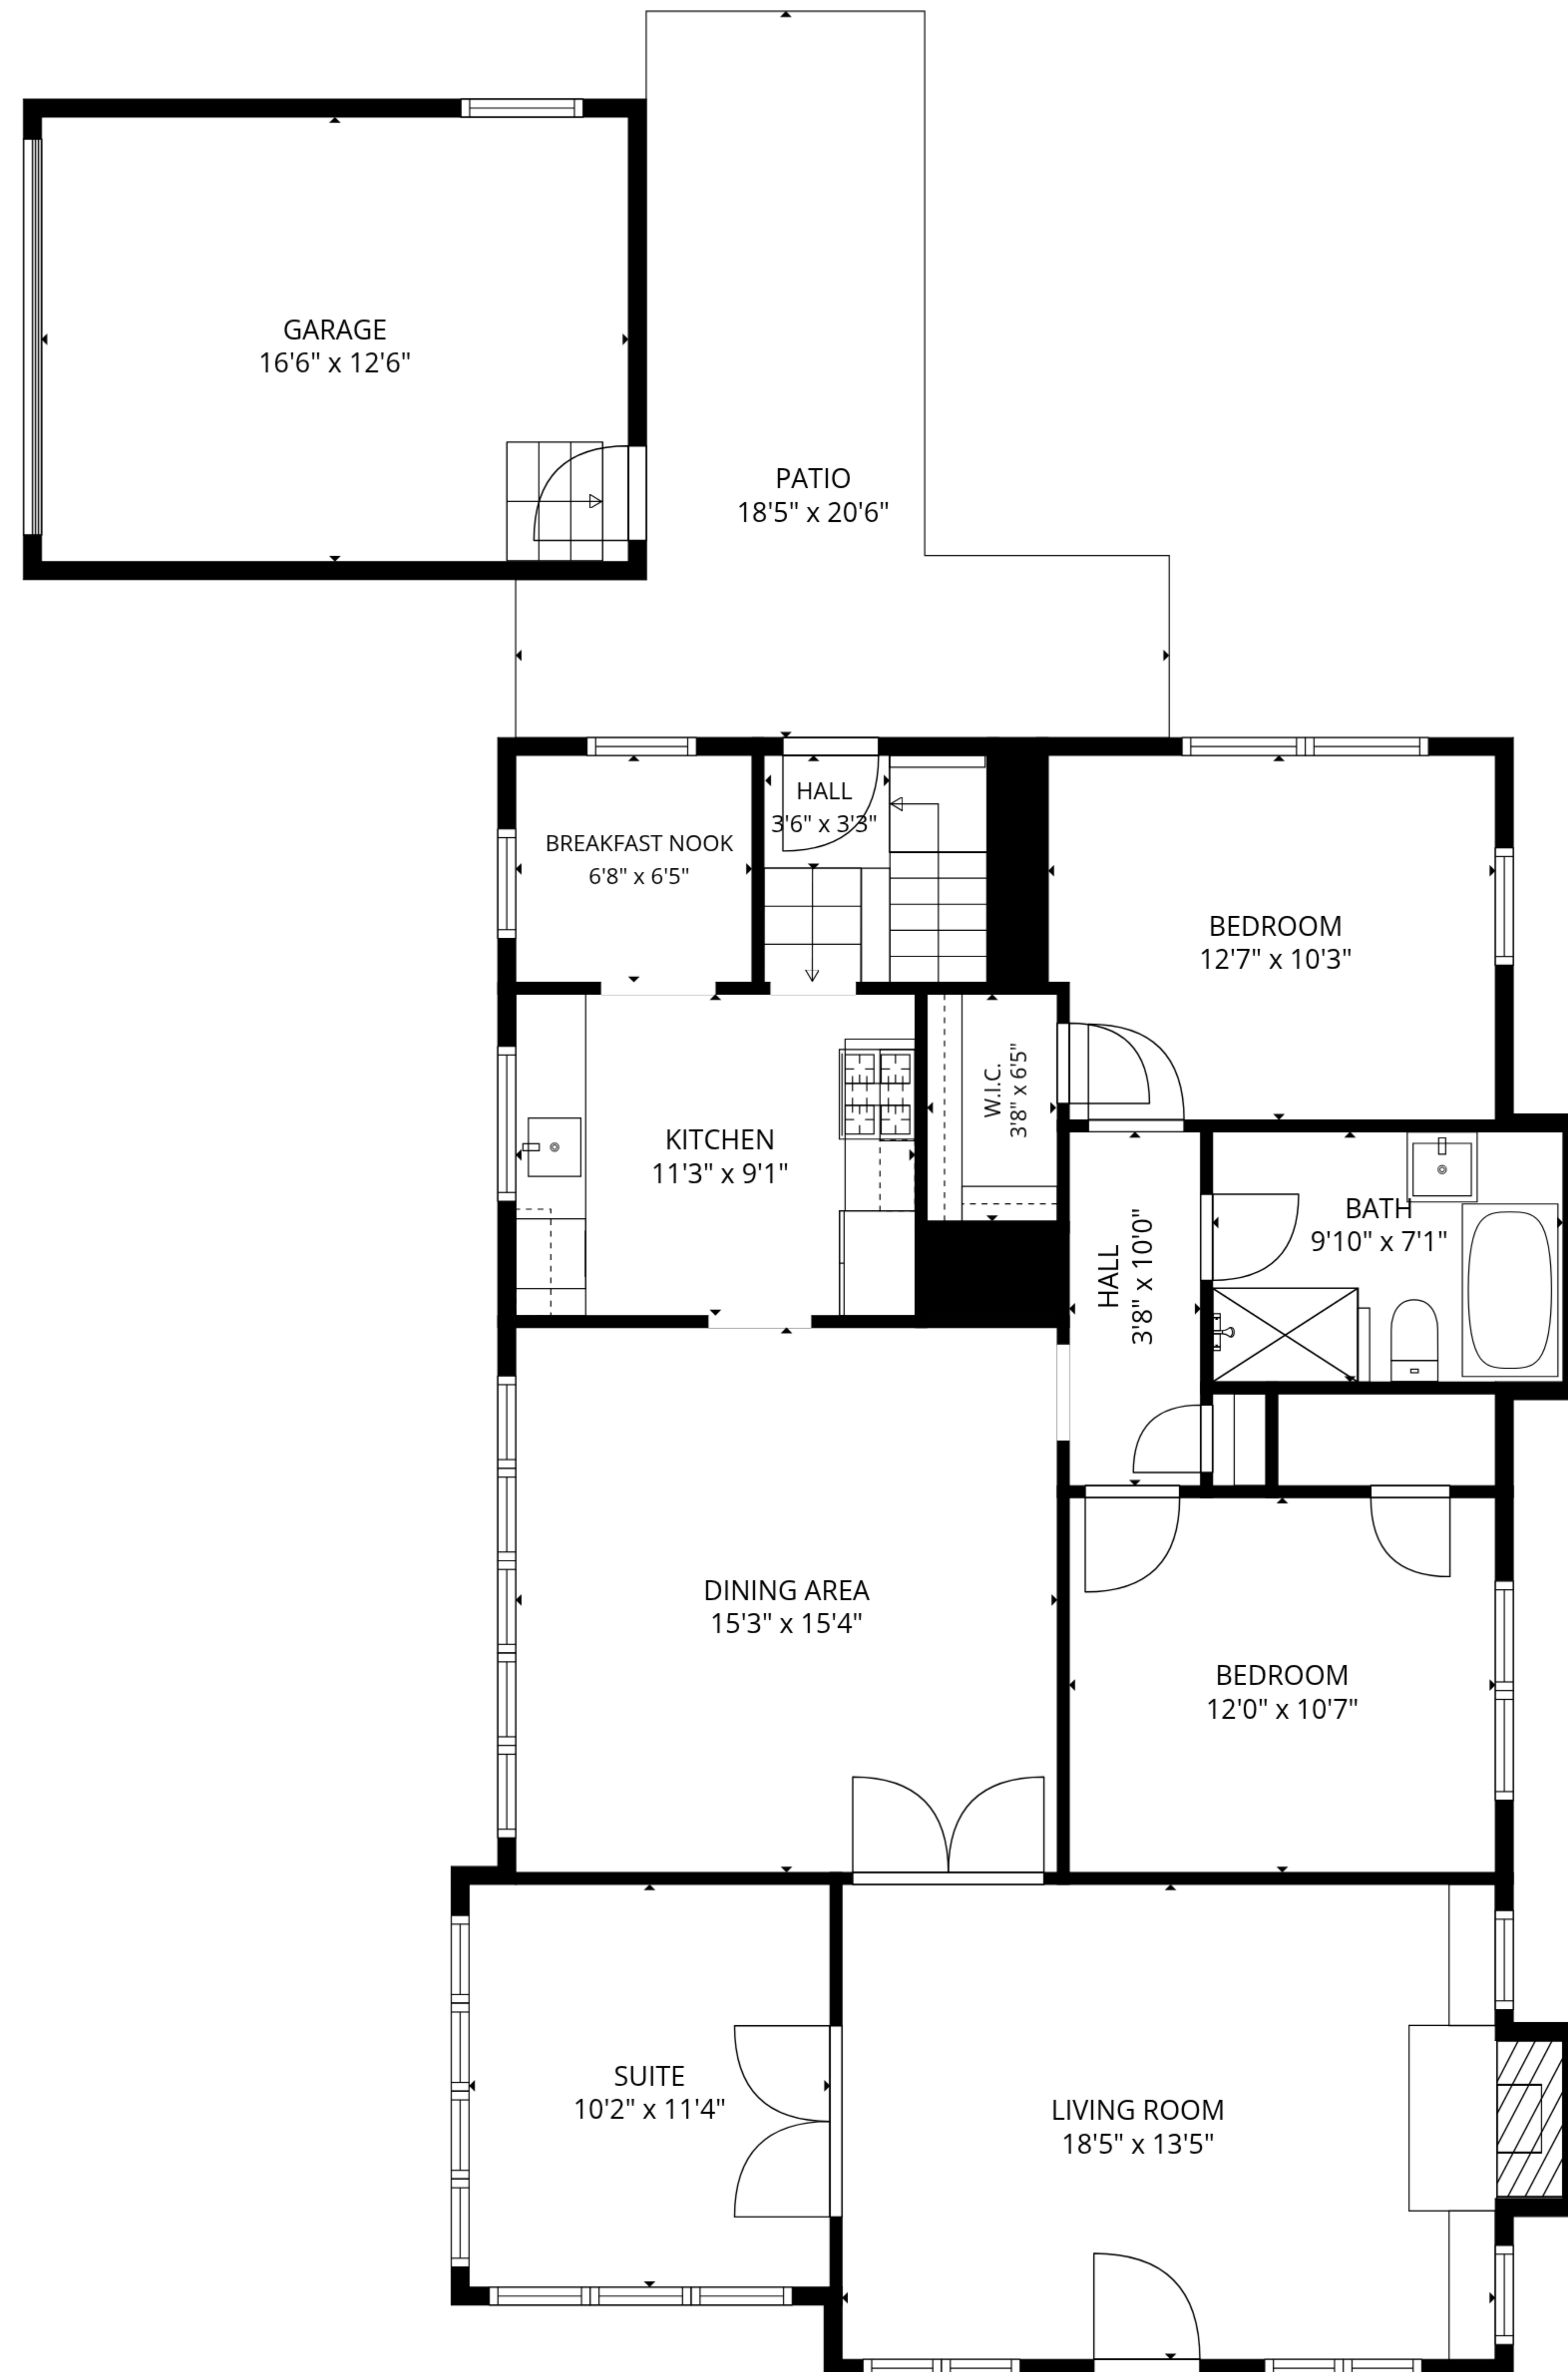 GARAGE
16'6" x 12'6"
PATIO
18'5" x 20'6"
HALL
3'6" x 3'3"
BREAKFAST NOOK
6'8" x 6'5"
BEDROOM
12'7" x 10'3"
W.I.C.
3'8" x 6'5"
KITCHEN
11'3" x 9'1"
BATH
9'10" x 7'1"
HALL
3'8" x 10'0"
DINING AREA
15'3" x 15'4"
BEDROOM
12'0" x 10'7"
SUITE
10'2" x 11'4"
LIVING ROOM
18'5" x 13'5"